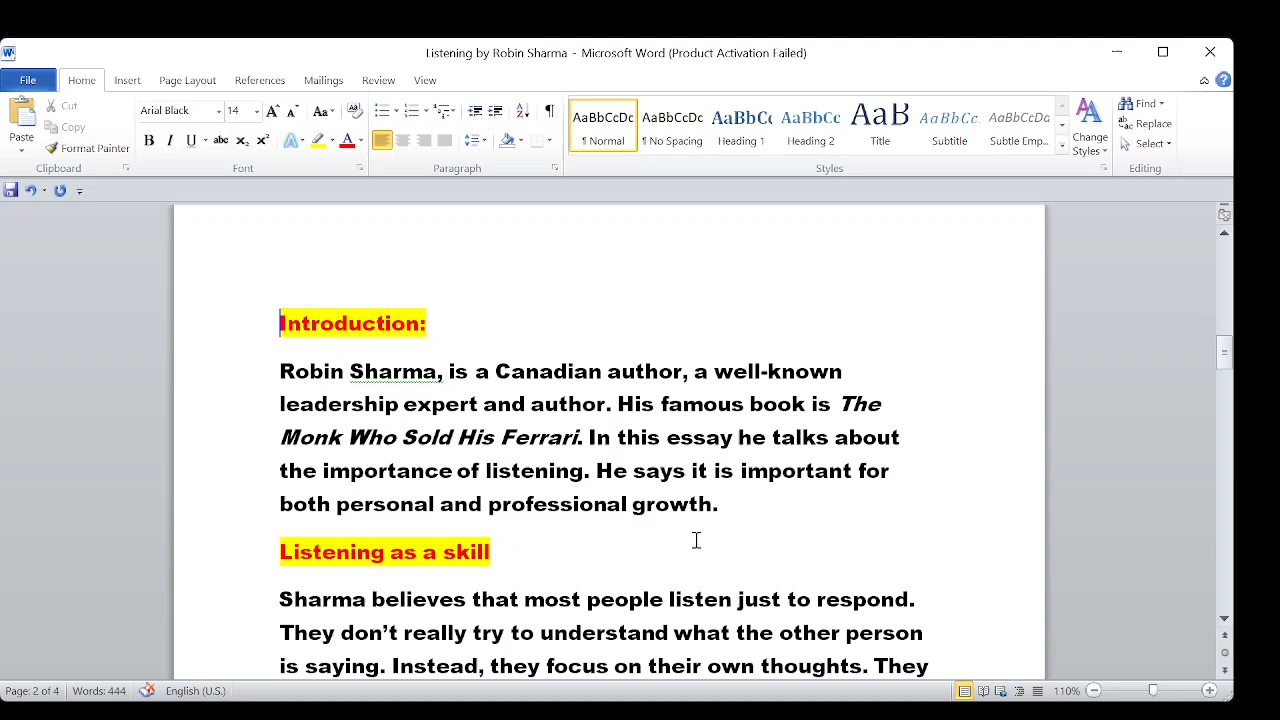 Listening by Robin Sharma - Microsoft Word (Product Activation Failed)
File Home Insert Page Layout References Mailings Review View
Paste
Cut
Copy
Format Painter
Clipboard
Arial Black 14
Font
Paragraph
AaBbCcDc AaBbCcDc AaBbC( AaBbCc AaB AaBbCc. AaBbCcDa
¶ Normal ¶ No Spacing Heading 1 Heading 2 Title Subtitle Subtle Emp...
Styles
Change Styles
Find
Replace
Select
Editing
Introduction:
Robin Sharma, is a Canadian author, a well-known
leadership expert and author. His famous book is The
Monk Who Sold His Ferrari. In this essay he talks about
the importance of listening. He says it is important for
both personal and professional growth.
Listening as a skill
Sharma believes that most people listen just to respond.
They don't really try to understand what the other person
is saying. Instead, they focus on their own thoughts. They
Page: 2 of 4 Words: 444 English (U.S.) 110%